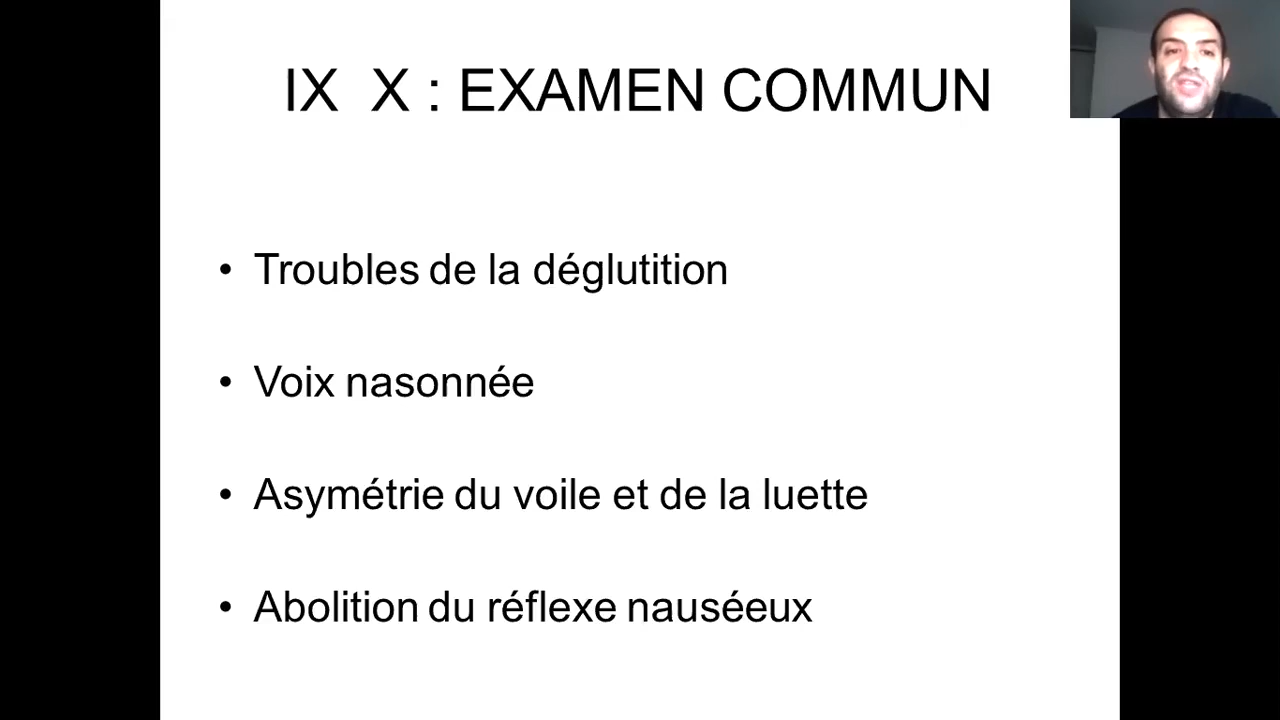 IX X : EXAMEN COMMUN
• Troubles de la déglutition
• Voix nasonnée
• Asymétrie du voile et de la luette
• Abolition du réflexe nauséeux